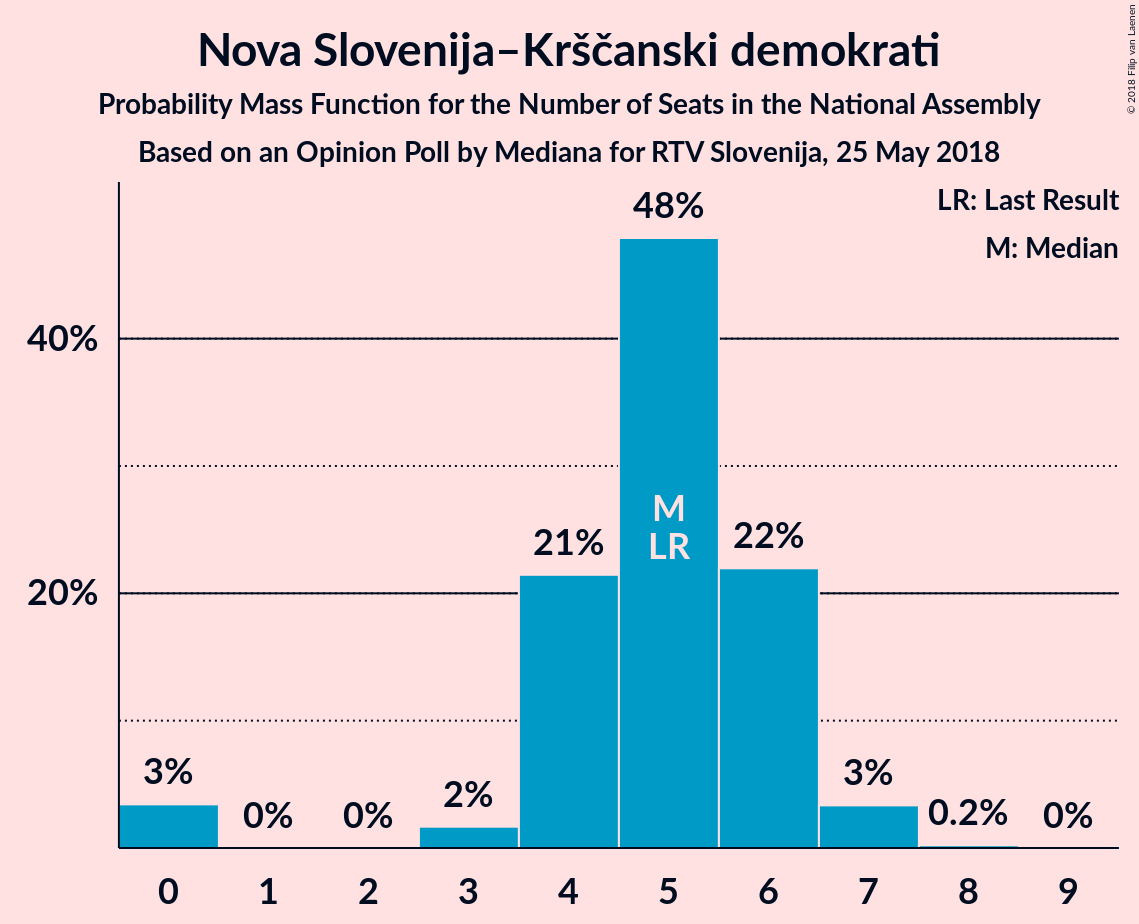 Nova Slovenija–Krščanski demokrati
Probability Mass Function for the Number of Seats in the National Assembly
Based on an Opinion Poll by Mediana for RTV Slovenija, 25 May 2018
© 2018 Filip van Laenen
LR: Last Result
M: Median
48%
40%
M
LR
21%
22%
20%
3%
0%
0%
2%
3%
0.2%
0%
0 1 2 3 4 5 6 7 8 9